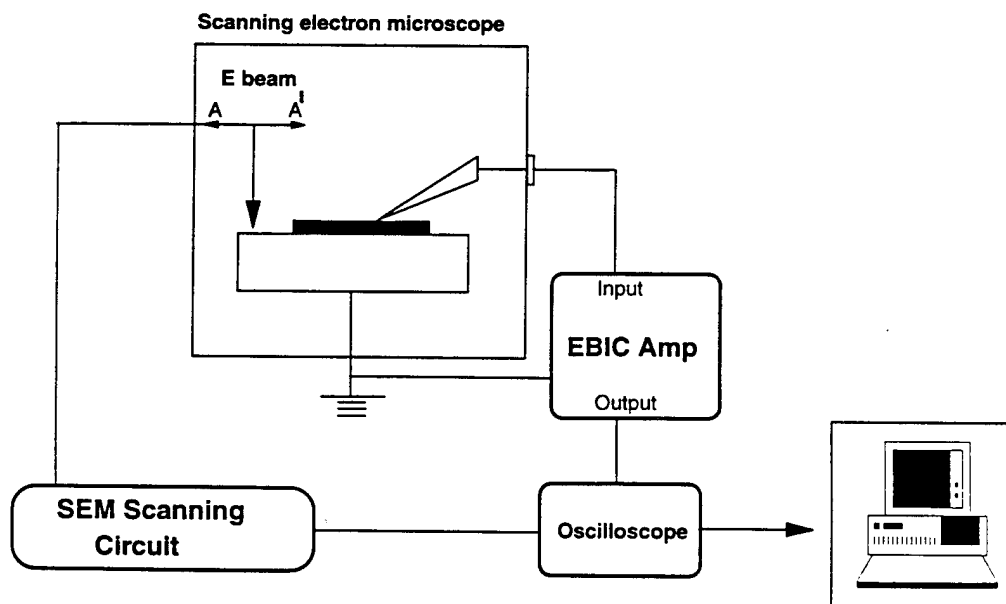 Scanning electron microscope
E beam
A A'
Input
EBIC Amp
Output
SEM Scanning
Circuit
Oscilloscope